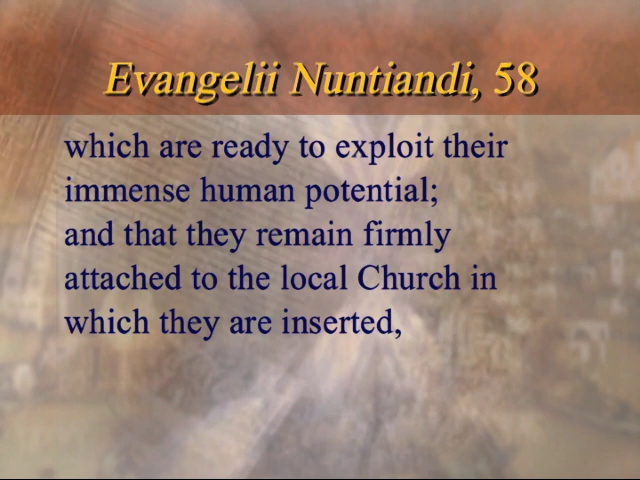 Evangelii Nuntiandi, 58
which are ready to exploit their
immense human potential;
and that they remain firmly
attached to the local Church in
which they are inserted,